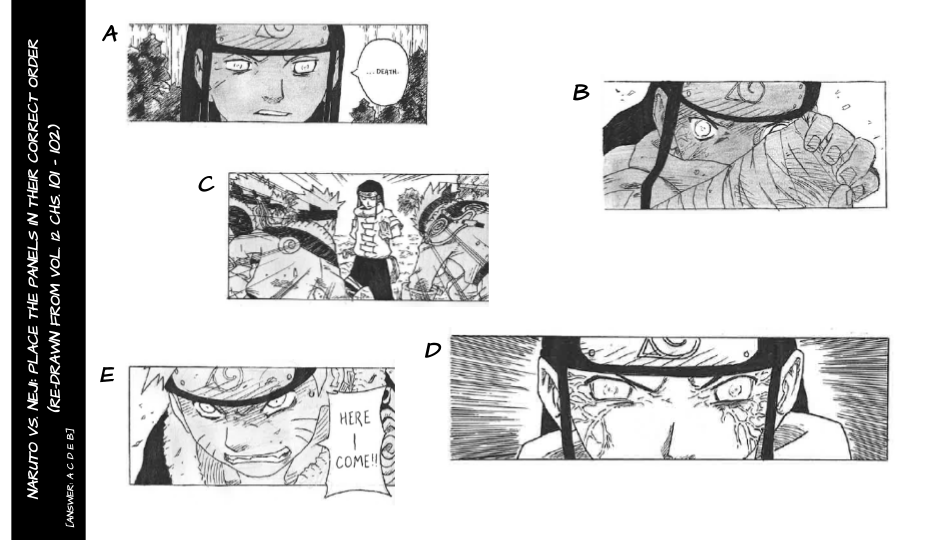 NARUTO VS. NEJI: PLACE THE PANELS IN THEIR CORRECT ORDER
(RE-DRAWN FROM VOL. 12 CHS. 101 - 102)
[ANSWER: A C D E B]
A
...DEATH.
B
C
D
E
HERE
I
COME!!